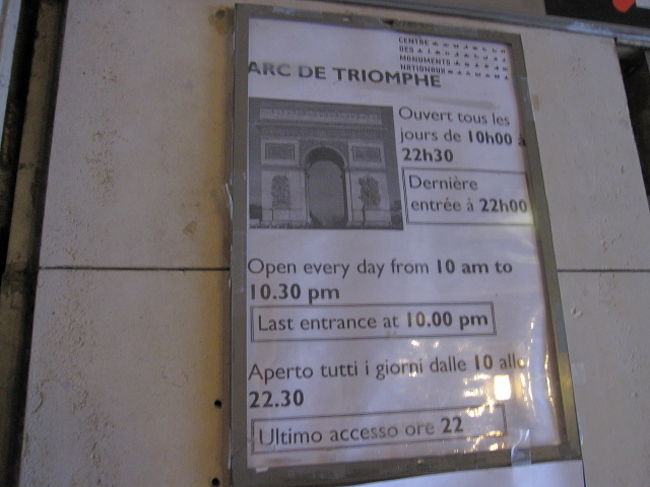 CENTRE
DES
MONUMENTS
NATIONAUX
ARC DE TRIOMPHE
Ouvert tous les
jours de 10h00 à
22h30
Dernière
entrée à 22h00
Open every day from 10 am to
10.30 pm
Last entrance at 10.00 pm
Aperto tutti i giorni dalle 10 alle
22.30
Ultimo accesso ore 22